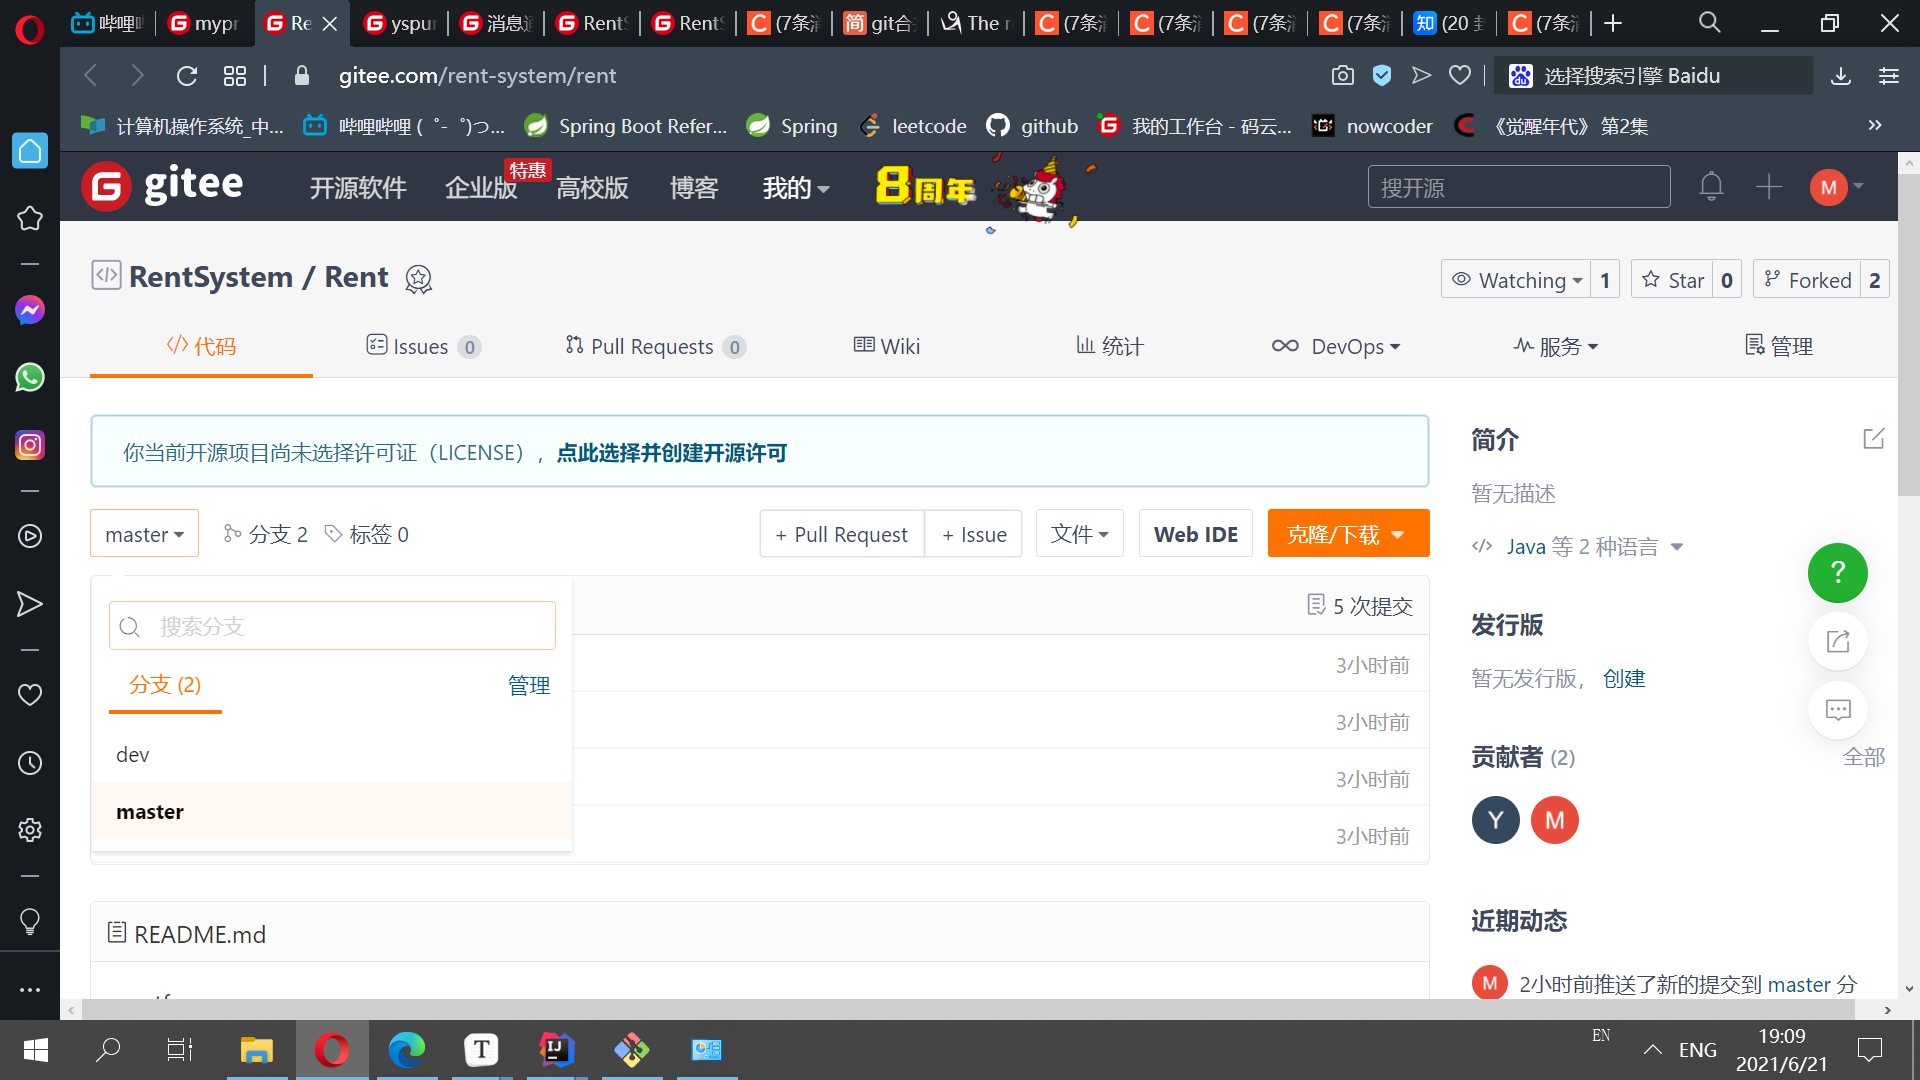 哔哩
mypr
Re
yspu
消息通
RentS
RentS
(7条消
git合并
The r
(7条消
(7条消
(7条消
(7条消
(20 封
(7条消
gitee.com/rent-system/rent
选择搜索引擎 Baidu
计算机操作系统_中...
哔哩哔哩 (゜-゜)つ...
Spring Boot Refer...
Spring
leetcode
github
我的工作台 - 码云...
nowcoder
《觉醒年代》 第2集
gitee
开源软件
企业版
特惠
高校版
博客
我的
8周年
搜开源
M
RentSystem / Rent
Watching 1
Star 0
Forked 2
代码
Issues 0
Pull Requests 0
Wiki
统计
DevOps
服务
管理
你当前开源项目尚未选择许可证（LICENSE），点此选择并创建开源许可
简介
暂无描述
master
分支 2
标签 0
+ Pull Request
+ Issue
文件
Web IDE
克隆/下载
Java 等 2 种语言
搜索分支
5 次提交
分支 (2)
管理
3小时前
dev
3小时前
master
3小时前
3小时前
发行版
暂无发行版，创建
贡献者 (2)
全部
Y
M
README.md
近期动态
M
2小时前推送了新的提交到 master 分
EN
ENG
19:09
2021/6/21